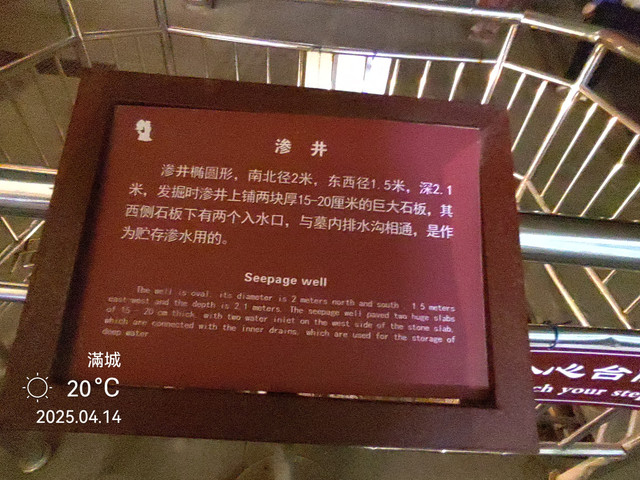 渗井
渗井椭圆形，南北径2米，东西径1.5米，深2.1
米，发掘时渗井上铺两块厚15-20厘米的巨大石板，其
西侧石板下有两个入水口，与墓内排水沟相通，是作
为贮存渗水用的。
Seepage well
The well is oval, its diameter is 2 meters north and south, 1.5 meters
east-west and the depth is 2.1 meters. The seepage well paved two huge slabs
of 15-20 cm thick, with two water inlet on the west side of the stone slab,
which are connected with the inner drains, which are used for the storage of
deep water
滿城
20°C
2025.04.14
心台
ch your ste